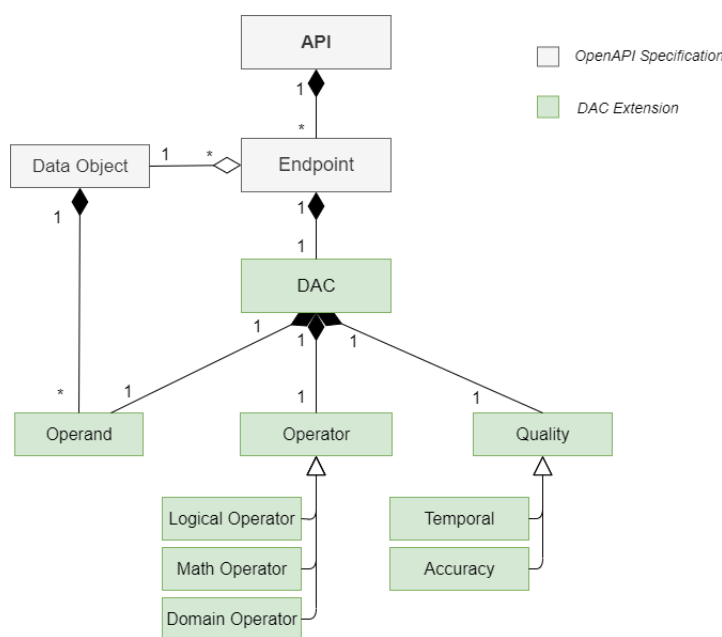 API
OpenAPI Specification
1
DAC Extension
*
1
*
Data Object
Endpoint
1
1
1
DAC
1
1
1
*
1
1
1
Operand
Operator
Quality
Logical Operator
Temporal
Math Operator
Accuracy
Domain Operator